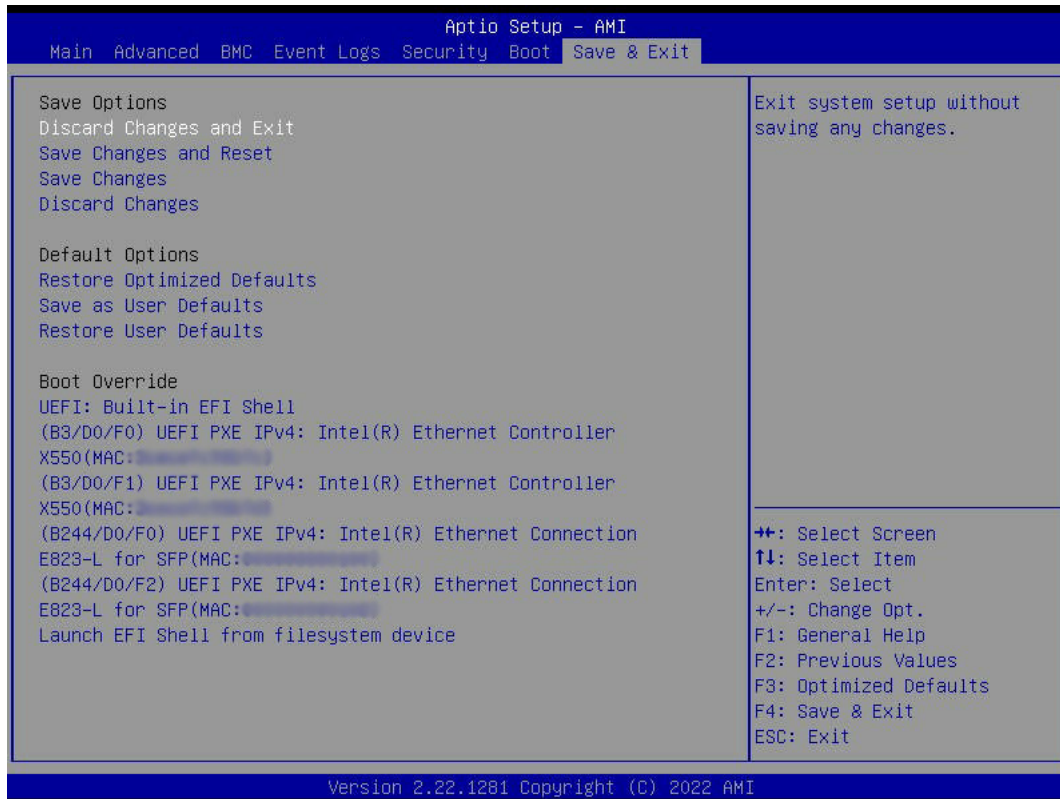 Aptio Setup - AMI
Main Advanced BMC Event Logs Security Boot Save & Exit
Save Options
Discard Changes and Exit
Save Changes and Reset
Save Changes
Discard Changes
Default Options
Restore Optimized Defaults
Save as User Defaults
Restore User Defaults
Boot Override
UEFI: Built-in EFI Shell
(B3/D0/F0) UEFI PXE IPv4: Intel(R) Ethernet Controller
X550(MAC:
(B3/D0/F1) UEFI PXE IPv4: Intel(R) Ethernet Controller
X550(MAC:
(B244/D0/F0) UEFI PXE IPv4: Intel(R) Ethernet Connection
E823-L for SFP(MAC:
(B244/D0/F2) UEFI PXE IPv4: Intel(R) Ethernet Connection
E823-L for SFP(MAC:
Launch EFI Shell from filesystem device
Exit system setup without
saving any changes.
→←: Select Screen
↑↓: Select Item
Enter: Select
+/-: Change Opt.
F1: General Help
F2: Previous Values
F3: Optimized Defaults
F4: Save & Exit
ESC: Exit
Version 2.22.1281 Copyright (C) 2022 AMI